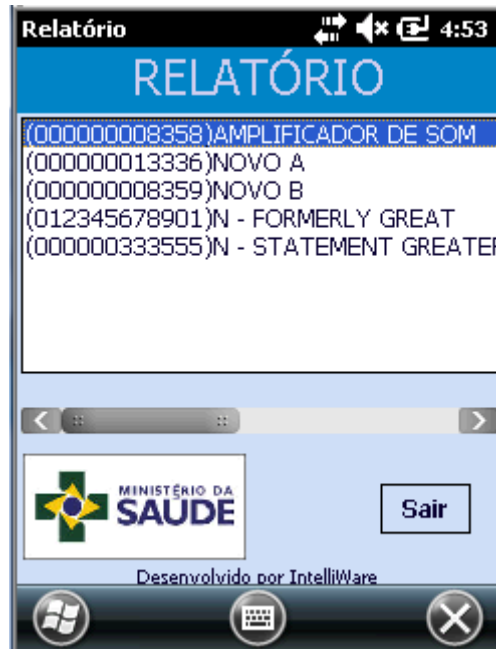 Relatório 4:53
RELATÓRIO
(000000008358)AMPLIFICADOR DE SOM
(000000013336)NOVO A
(000000008359)NOVO B
(012345678901)N - FORMERLY GREAT
(000000333555)N - STATEMENT GREATER
MINISTÉRIO DA
SAÚDE
Sair
Desenvolvido por IntelliWare